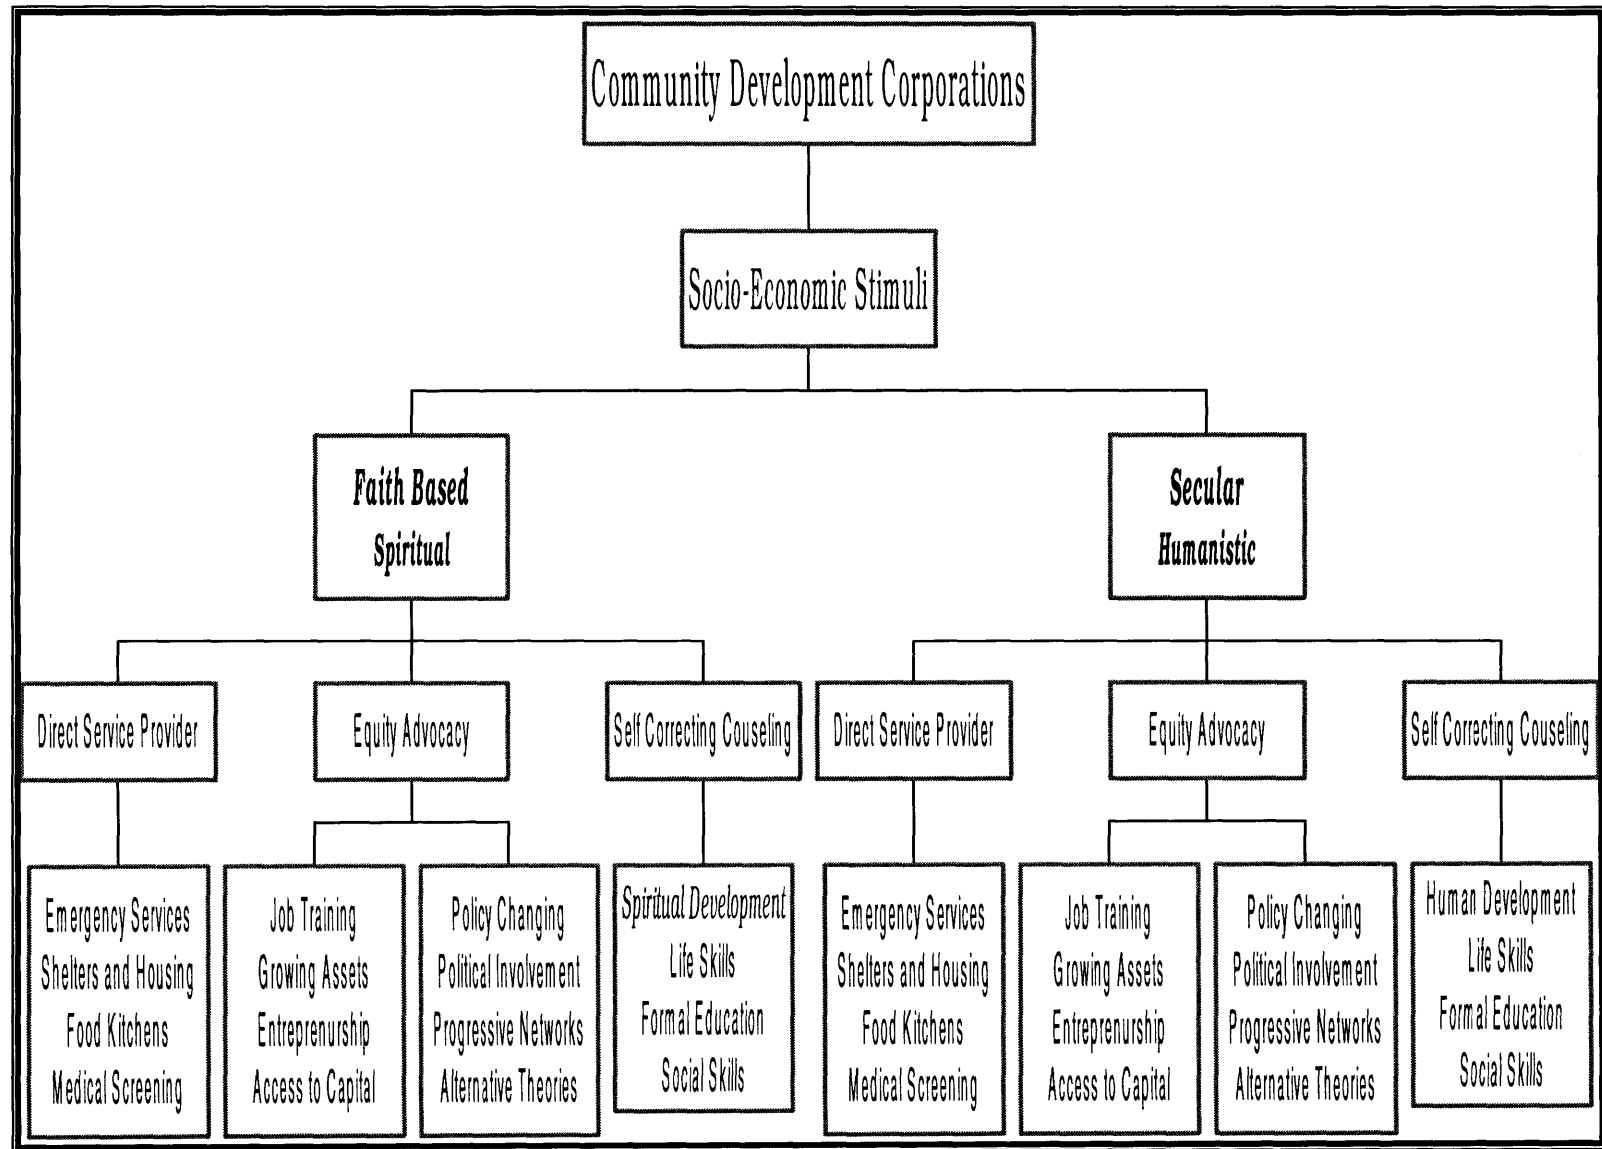 Community Development Corporations
Socio-Economic Stimuli
Faith Based
Spiritual
Secular
Humanistic
Direct Service Provider
Equity Advocacy
Self Correcting Couseling
Direct Service Provider
Equity Advocacy
Self Correcting Couseling
Emergency Services
Shelters and Housing
Food Kitchens
Medical Screening
Job Training
Growing Assets
Entreprenurship
Access to Capital
Policy Changing
Political Involvement
Progressive Networks
Alternative Theories
Spiritual Development
Life Skills
Formal Education
Social Skills
Emergency Services
Shelters and Housing
Food Kitchens
Medical Screening
Job Training
Growing Assets
Entreprenurship
Access to Capital
Policy Changing
Political Involvement
Progressive Networks
Alternative Theories
Human Development
Life Skills
Formal Education
Social Skills